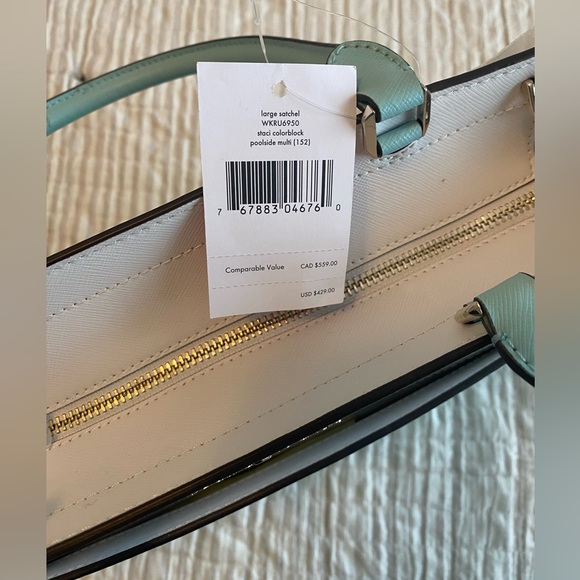 large satchel
WKRU6950
staci colorblock
poolside multi (152)
7 67883 04676 0
Comparable Value CAD $559.00
USD $429.00